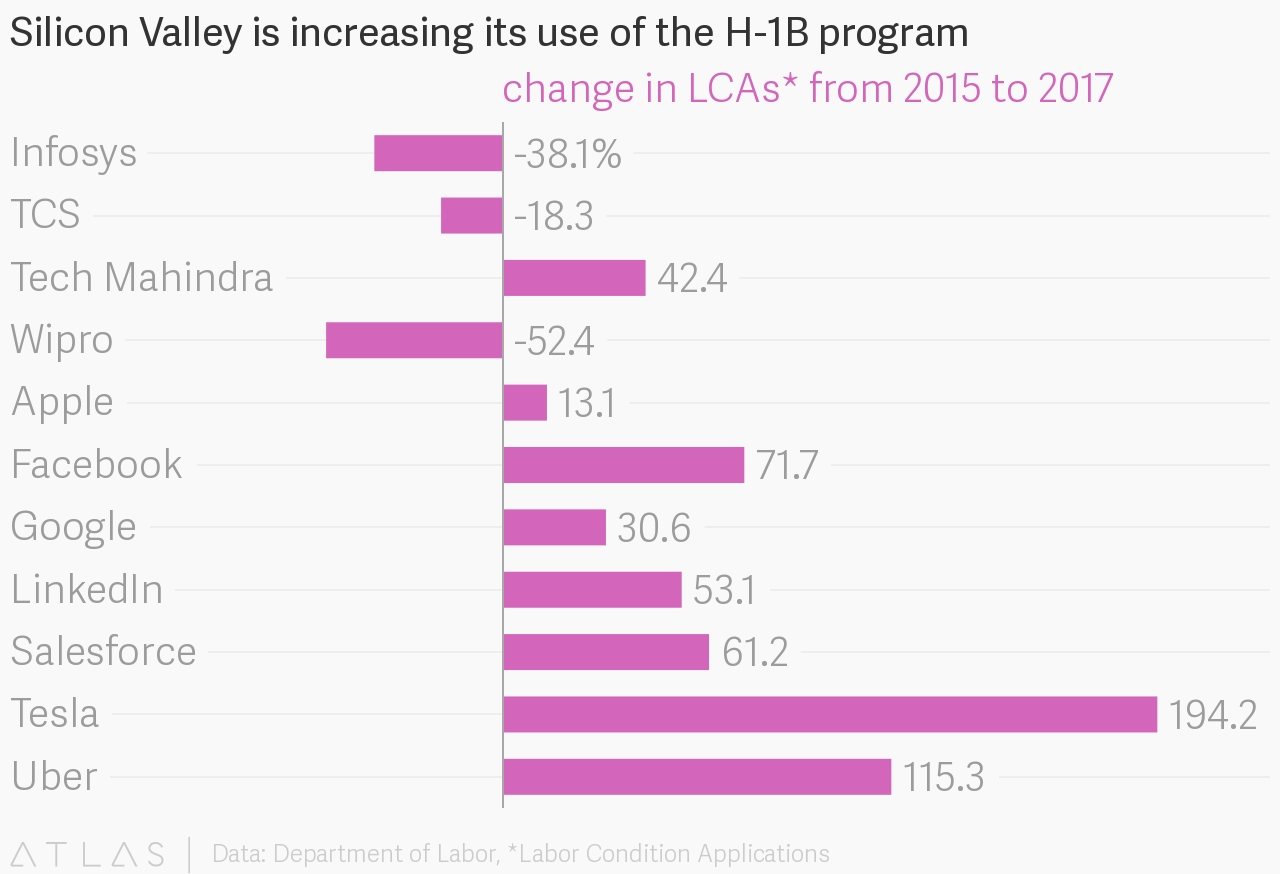 Silicon Valley is increasing its use of the H-1B program
change in LCAs* from 2015 to 2017
Infosys -38.1%
TCS -18.3
Tech Mahindra 42.4
Wipro -52.4
Apple 13.1
Facebook 71.7
Google 30.6
LinkedIn 53.1
Salesforce 61.2
Tesla 194.2
Uber 115.3
ATLAS Data: Department of Labor, *Labor Condition Applications